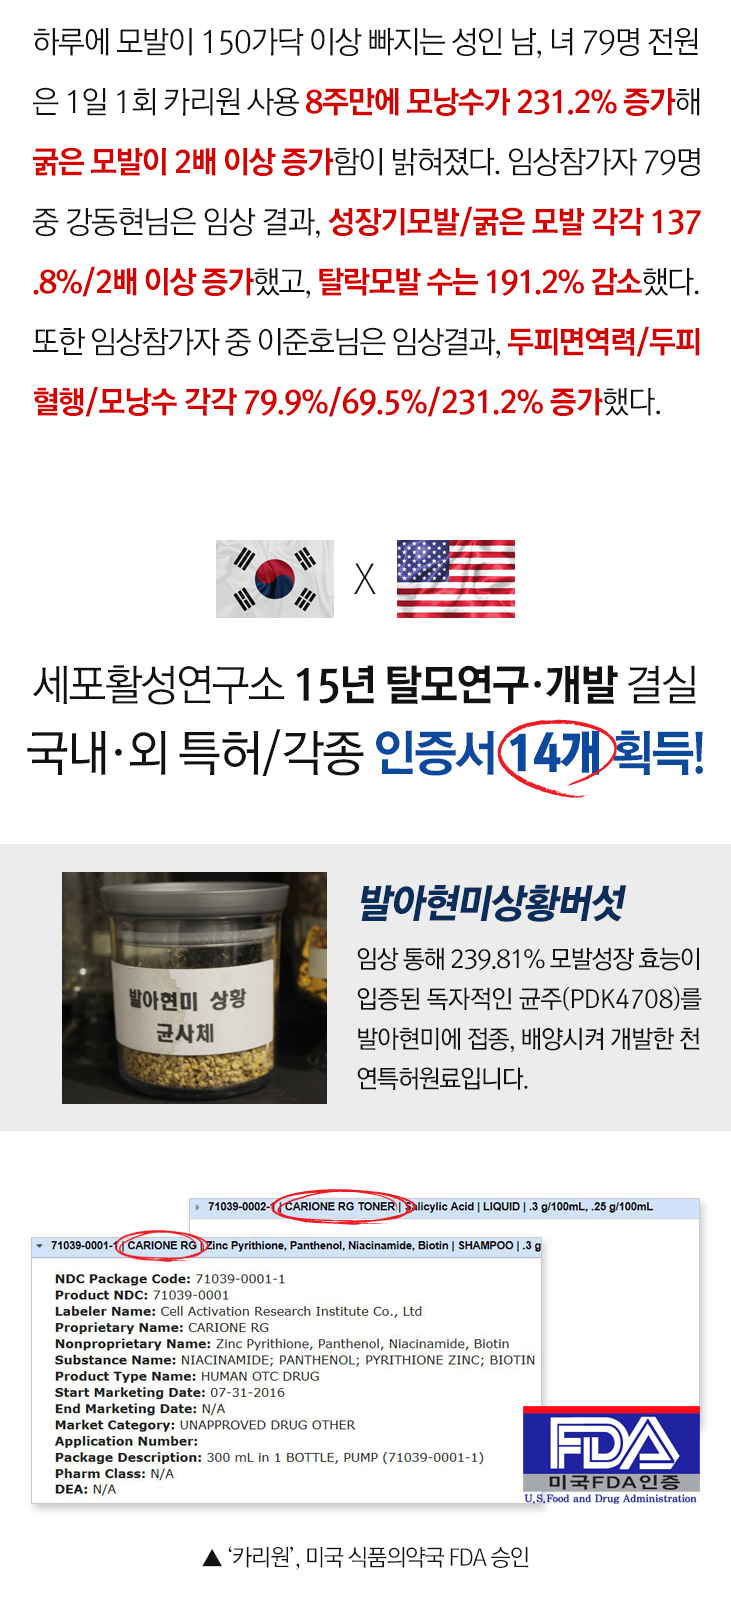 하루에 모발이 150가닥 이상 빠지는 성인 남, 녀 79명 전원
은 1일 1회 카리원 사용 8주만에 모낭수가 231.2% 증가해
굵은 모발이 2배 이상 증가함이 밝혀졌다. 임상참가자 79명
중 강동현님은 임상 결과, 성장기모발/굵은 모발 각각 137
.8%/2배 이상 증가했고, 탈락모발 수는 191.2% 감소했다.
또한 임상참가자 중 이준호님은 임상결과, 두피면역력/두피
혈행/모낭수 각각 79.9%/69.5%/231.2% 증가했다.
X
세포활성연구소 15년 탈모연구·개발 결실
국내·외 특허/각종 인증서 14개 획득!
발아현미 상황
균사체
발아현미상황버섯
임상 통해 239.81% 모발성장 효능이
입증된 독자적인 균주(PDK4708)를
발아현미에 접종, 배양시켜 개발한 천
연특허원료입니다.
71039-0002-1 | CARIONE RG TONER | Salicylic Acid | LIQUID | .3 g/100mL, .25 g/100mL
71039-0001-1 | CARIONE RG | Zinc Pyrithione, Panthenol, Niacinamide, Biotin | SHAMPOO | .3 g
NDC Package Code: 71039-0001-1
Product NDC: 71039-0001
Labeler Name: Cell Activation Research Institute Co., Ltd
Proprietary Name: CARIONE RG
Nonproprietary Name: Zinc Pyrithione, Panthenol, Niacinamide, Biotin
Substance Name: NIACINAMIDE; PANTHENOL; PYRITHIONE ZINC; BIOTIN
Product Type Name: HUMAN OTC DRUG
Start Marketing Date: 07-31-2016
End Marketing Date: N/A
Market Category: UNAPPROVED DRUG OTHER
Application Number:
Package Description: 300 mL in 1 BOTTLE, PUMP (71039-0001-1)
Pharm Class: N/A
DEA: N/A
FDA
미국FDA인증
U.S.Food and Drug Administration
▲ ‘카리원’, 미국 식품의약국 FDA 승인